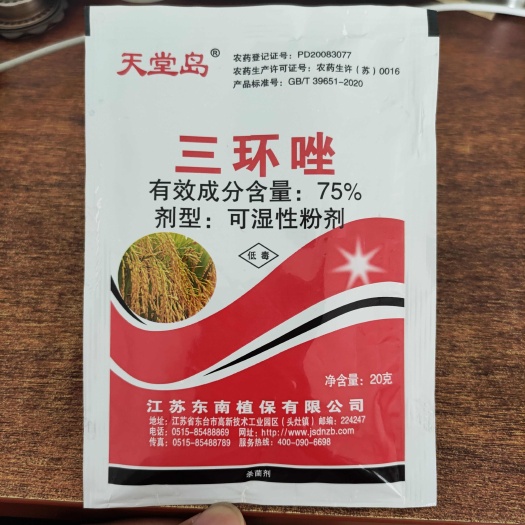 天堂岛®
农药登记证号：PD20083077
农药生产许可证号：农药生许（苏）0016
产品标准号：GB/T 39651-2020
三环唑
有效成分含量：75%
剂型：可湿性粉剂
低毒
净含量：20克
江苏东南植保有限公司
地址：江苏省东台市高新技术工业园区（头灶镇）邮编：224247
电话：0515-85488869 网址：http://www.jsdnzb.com
传真：0515-85488789 服务热线：400-090-6698
杀菌剂